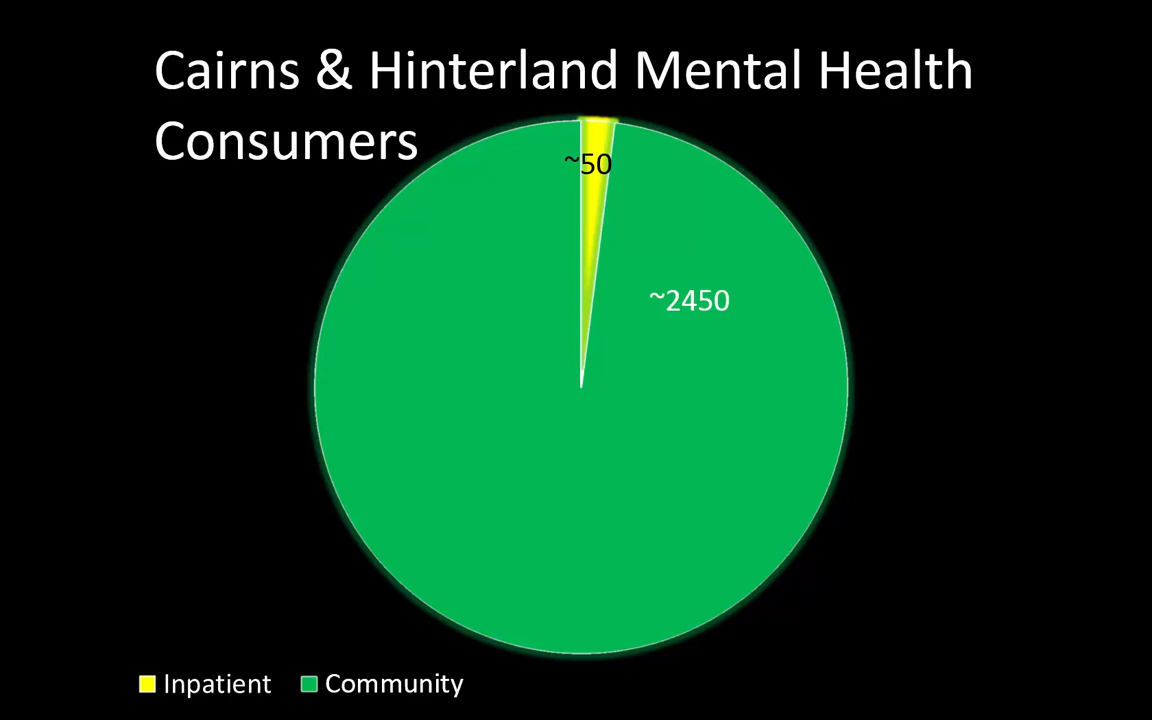 Cairns & Hinterland Mental Health
Consumers
~50
~2450
Inpatient
Community